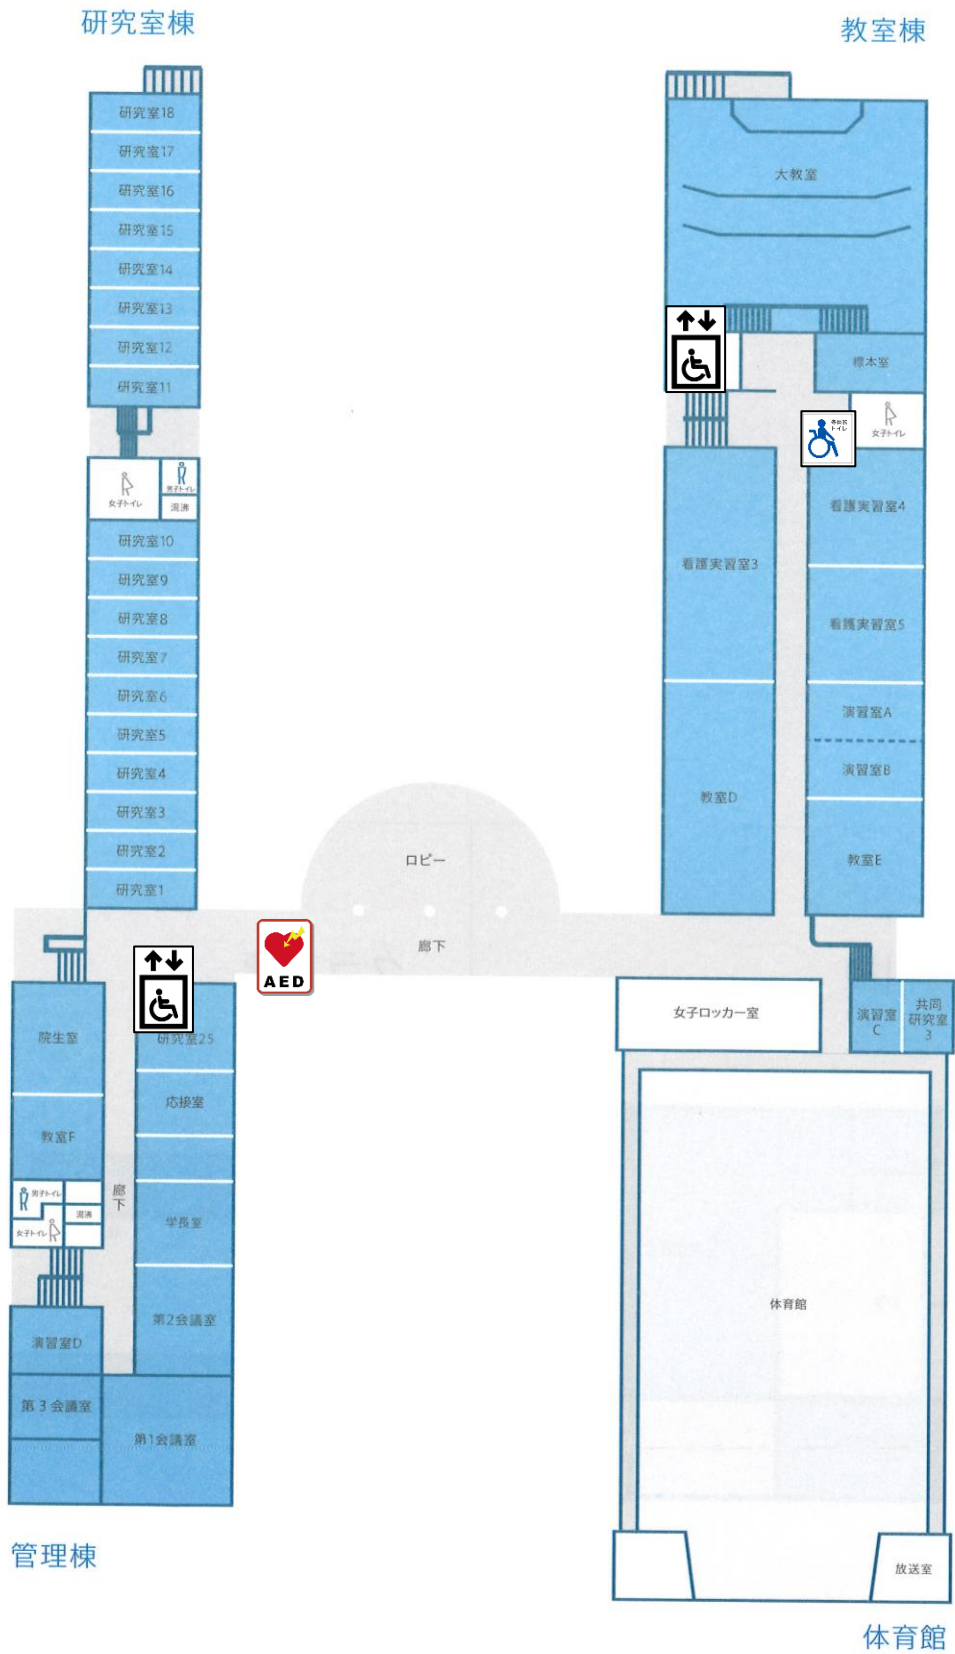 研究室棟
教室棟
研究室18
研究室17
研究室16
研究室15
研究室14
研究室13
研究室12
研究室11
女子トイレ
男子トイレ
湯沸
研究室10
研究室9
研究室8
研究室7
研究室6
研究室5
研究室4
研究室3
研究室2
研究室1
大教室
標本室
女子トイレ
多目的
トイレ
看護実習室3
看護実習室4
看護実習室5
演習室A
演習室B
教室D
教室E
ロビー
廊下
AED
院生室
教室F
男子トイレ
湯沸
女子トイレ
廊下
研究室25
応接室
学長室
第2会議室
演習室D
第3会議室
第1会議室
管理棟
女子ロッカー室
演習室
C
共同
研究室
3
体育館
放送室
体育館